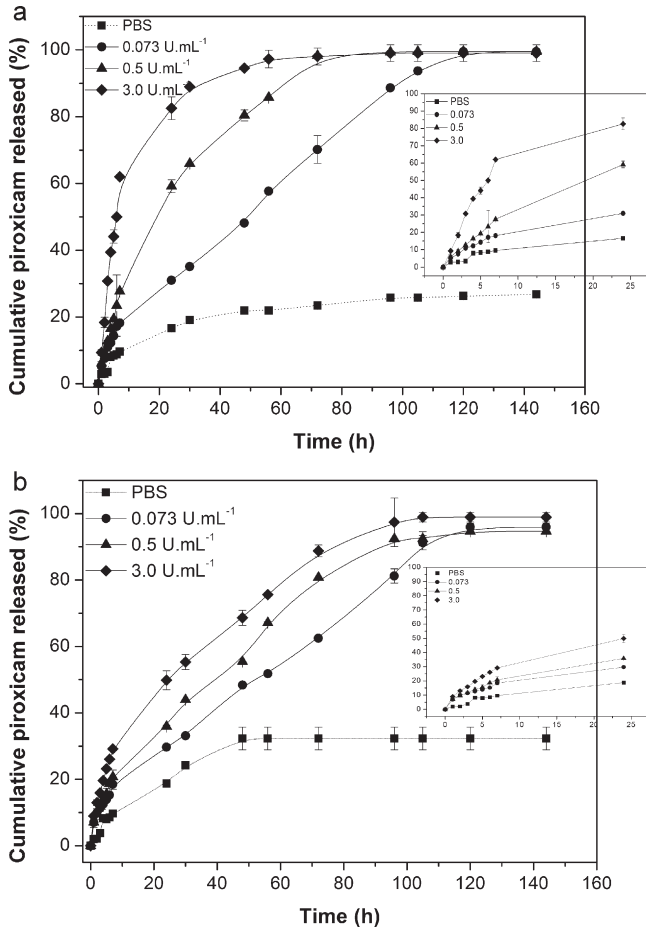 a
PBS
0.073 U.mL-1
0.5 U.mL-1
3.0 U.mL-1
Cumulative piroxicam released (%)
100
80
60
40
20
0
0 20 40 60 80 100 120 140 160
Time (h)
PBS
0.073
0.5
3.0
100
90
80
70
60
50
40
30
20
10
0
0 5 10 15 20 25
b
PBS
0.073 U.mL-1
0.5 U.mL-1
3.0 U.mL-1
Cumulative piroxicam released (%)
100
80
60
40
20
0
0 20 40 60 80 100 120 140 160
Time (h)
PBS
0.073
0.5
3.0
100
90
80
70
60
50
40
30
20
10
0
0 5 10 15 20 25